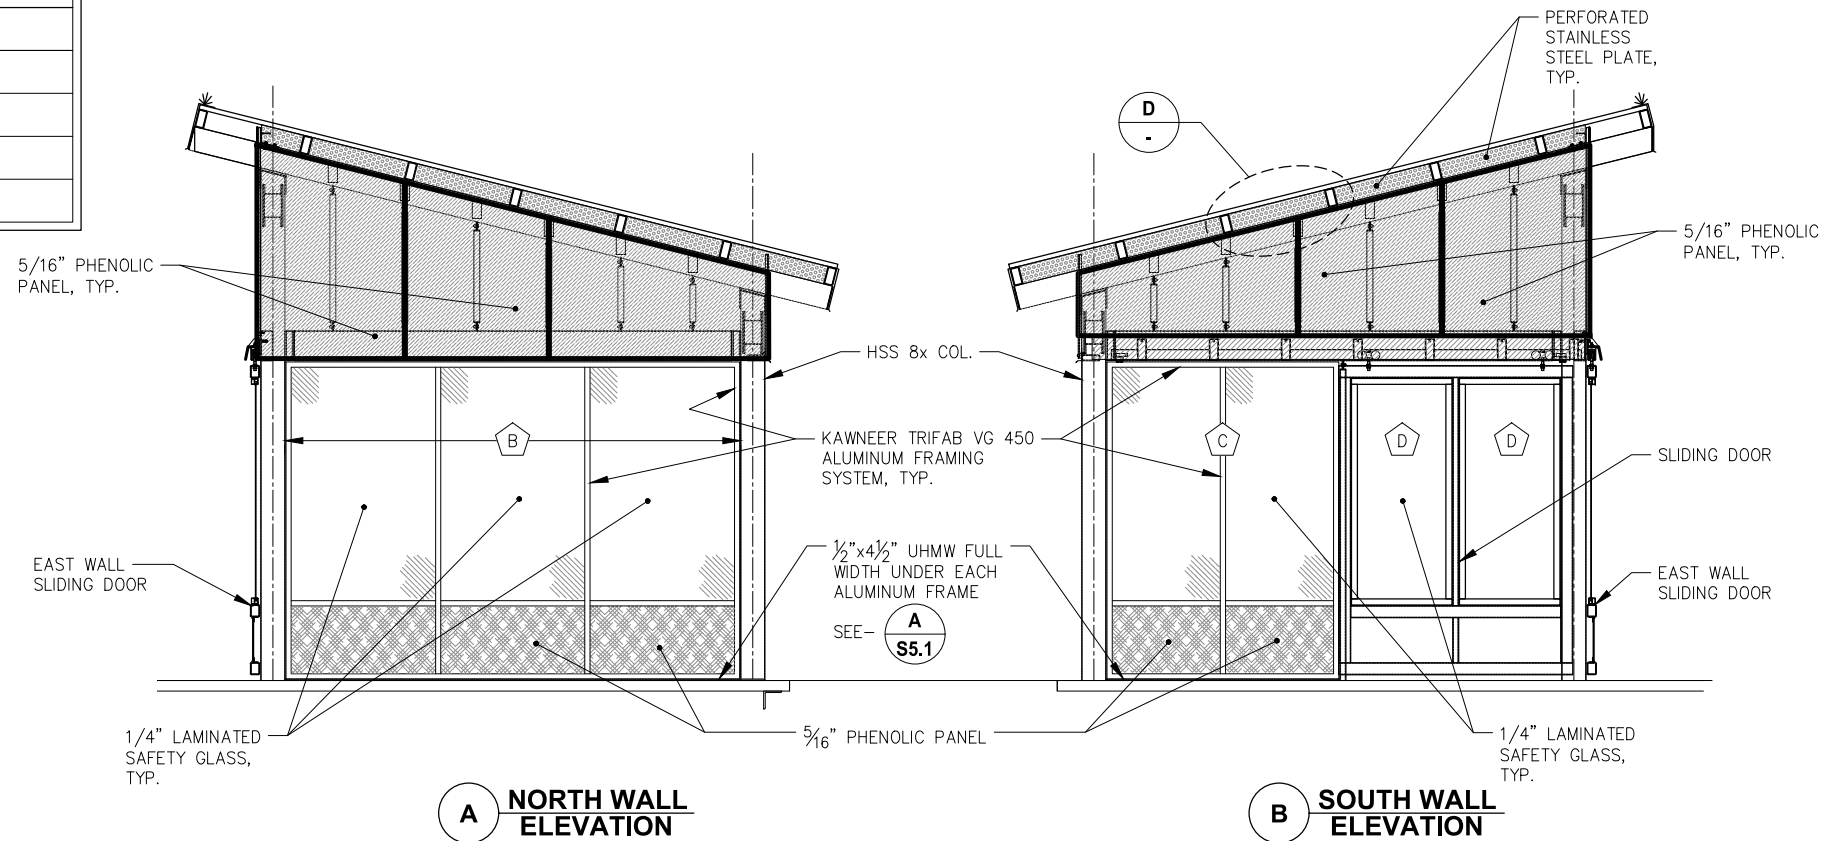 PERFORATED
STAINLESS
STEEL PLATE,
TYP.
D
-
5/16" PHENOLIC
PANEL, TYP.
5/16" PHENOLIC
PANEL, TYP.
HSS 8x COL.
B
KAWNEER TRIFAB VG 450
ALUMINUM FRAMING
SYSTEM, TYP.
C
D
D
SLIDING DOOR
EAST WALL
SLIDING DOOR
½"x4½" UHMW FULL
WIDTH UNDER EACH
ALUMINUM FRAME
SEE- A
S5.1
EAST WALL
SLIDING DOOR
1/4" LAMINATED
SAFETY GLASS,
TYP.
5/16" PHENOLIC PANEL
1/4" LAMINATED
SAFETY GLASS,
TYP.
A NORTH WALL
ELEVATION
B SOUTH WALL
ELEVATION